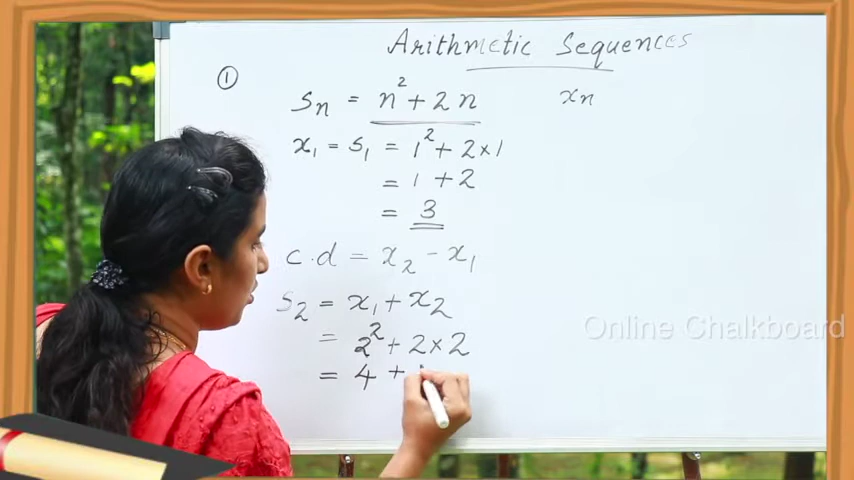 Arithmetic Sequences
① Sn = n² + 2n xn
x₁ = S₁ = 1² + 2×1
= 1 + 2
= 3
c.d = x₂ - x₁
S₂ = x₁ + x₂
= 2² + 2×2
= 4 +
Online Chalkboard